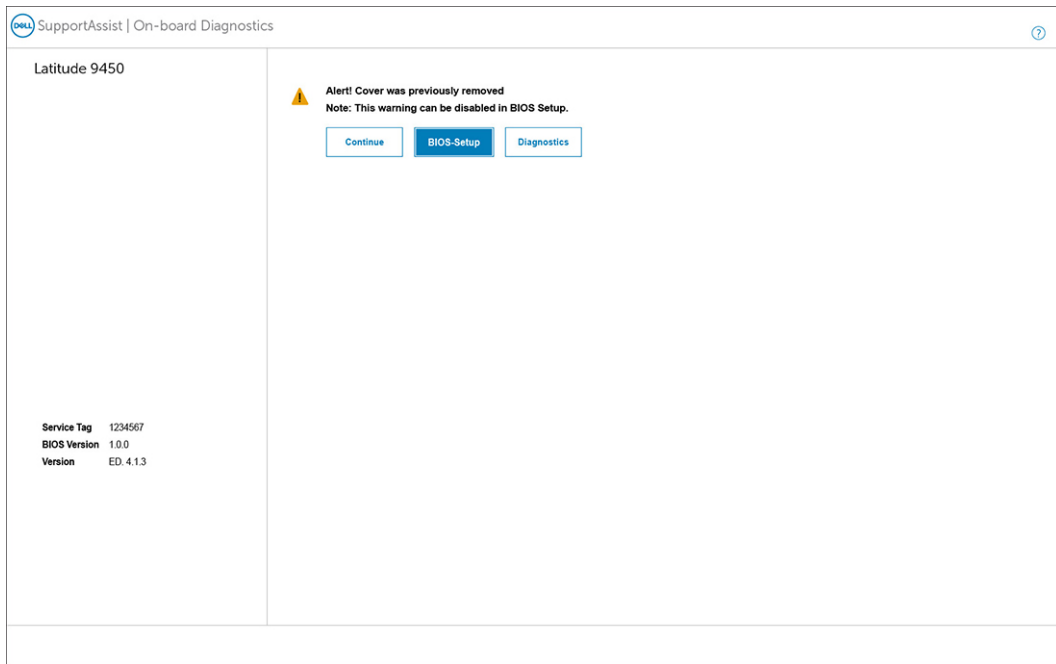 DELL SupportAssist | On-board Diagnostics
?
Latitude 9450
Alert! Cover was previously removed
Note: This warning can be disabled in BIOS Setup.
Continue BIOS-Setup Diagnostics
Service Tag 1234567
BIOS Version 1.0.0
Version ED. 4.1.3